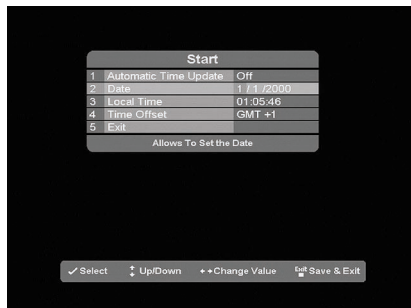 Start
1 Automatic Time Update Off
2 Date 1 / 1 /2000
3 Local Time 01:05:46
4 Time Offset GMT +1
5 Exit
Allows To Set the Date
Select Up/Down Change Value Exit Save & Exit